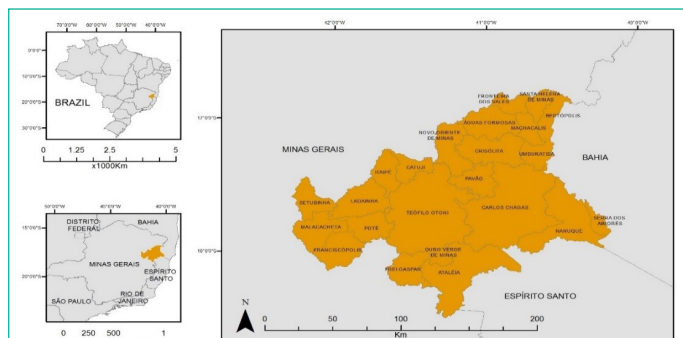 70°0'0"W 60°0'0"W 50°0'0"W 40°0'0"W
0°0'0"
10°0'0"S
20°0'0"S
30°0'0"S
BRAZIL
0 1.25 2.5 5
x1000Km
50°0'0"W 40°0'0"W
15°0'0"S
20°0'0"S
DISTRITO
FEDERAL
BAHIA
MINAS GERAIS
ESPÍRITO
SANTO
RIO DE
JANEIRO
SÃO PAULO
0 250 500 1
42°0'0"W 41°0'0"W 40°0'0"W
17°0'0"S
18°0'0"S
MINAS GERAIS
BAHIA
ESPÍRITO SANTO
FRONTEIRA
DOS VALES
SANTA HELENA
DE MINAS
BERTÓPOLIS
ÁGUAS FORMOSAS
MACHACALIS
NOVO ORIENTE
DE MINAS
CRISÓLITA
UMBURATIBA
CATUJI
ITAIPÉ
PAVÃO
SETUBINHA
LADAINHA
TEÓFILO OTONI
CARLOS CHAGAS
SERRA DOS
AIMORÉS
MALACACHETA
POTÉ
NANUQUE
FRANCISCÓPOLIS
OURO VERDE
DE MINAS
FREI GASPAR
ATALÉIA
N
0 50 100 200
Km